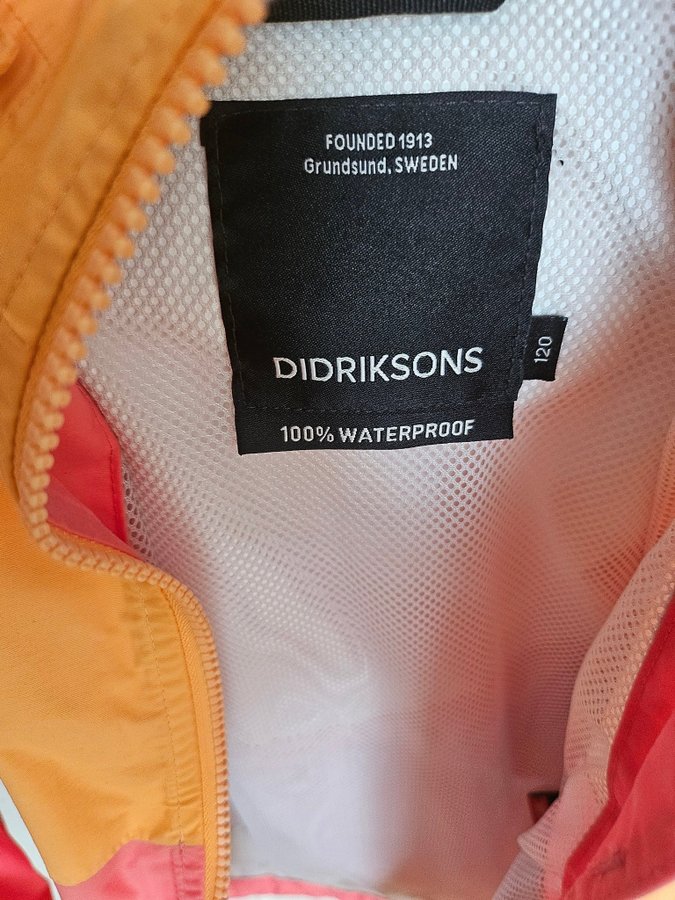 FOUNDED 1913
Grundsund, SWEDEN
DIDRIKSONS
120
100% WATERPROOF